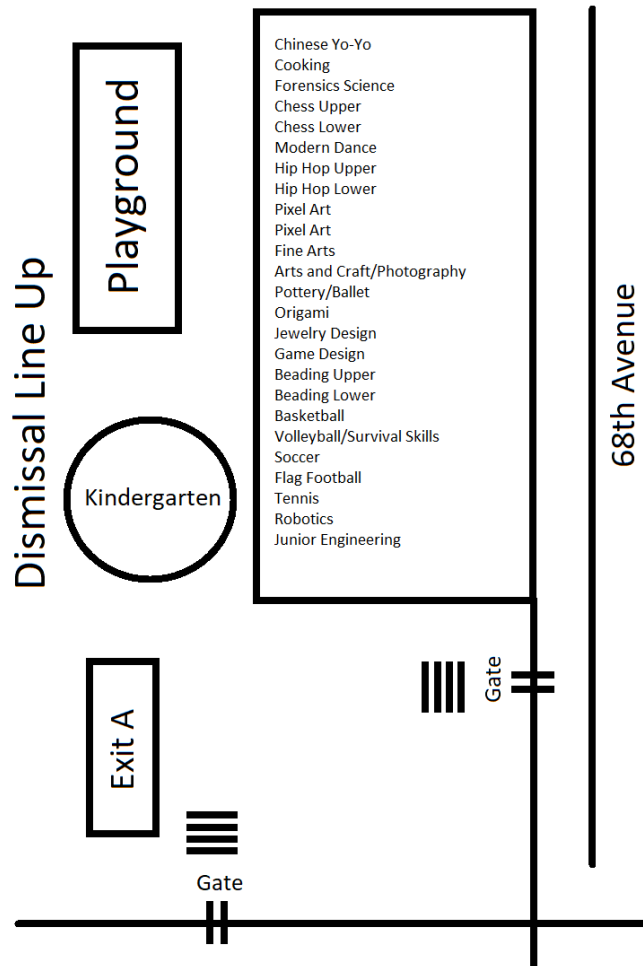 Dismissal Line Up
Playground
Kindergarten
Exit A
Gate
Chinese Yo-Yo
Cooking
Forensics Science
Chess Upper
Chess Lower
Modern Dance
Hip Hop Upper
Hip Hop Lower
Pixel Art
Pixel Art
Fine Arts
Arts and Craft/Photography
Pottery/Ballet
Origami
Jewelry Design
Game Design
Beading Upper
Beading Lower
Basketball
Volleyball/Survival Skills
Soccer
Flag Football
Tennis
Robotics
Junior Engineering
Gate
68th Avenue